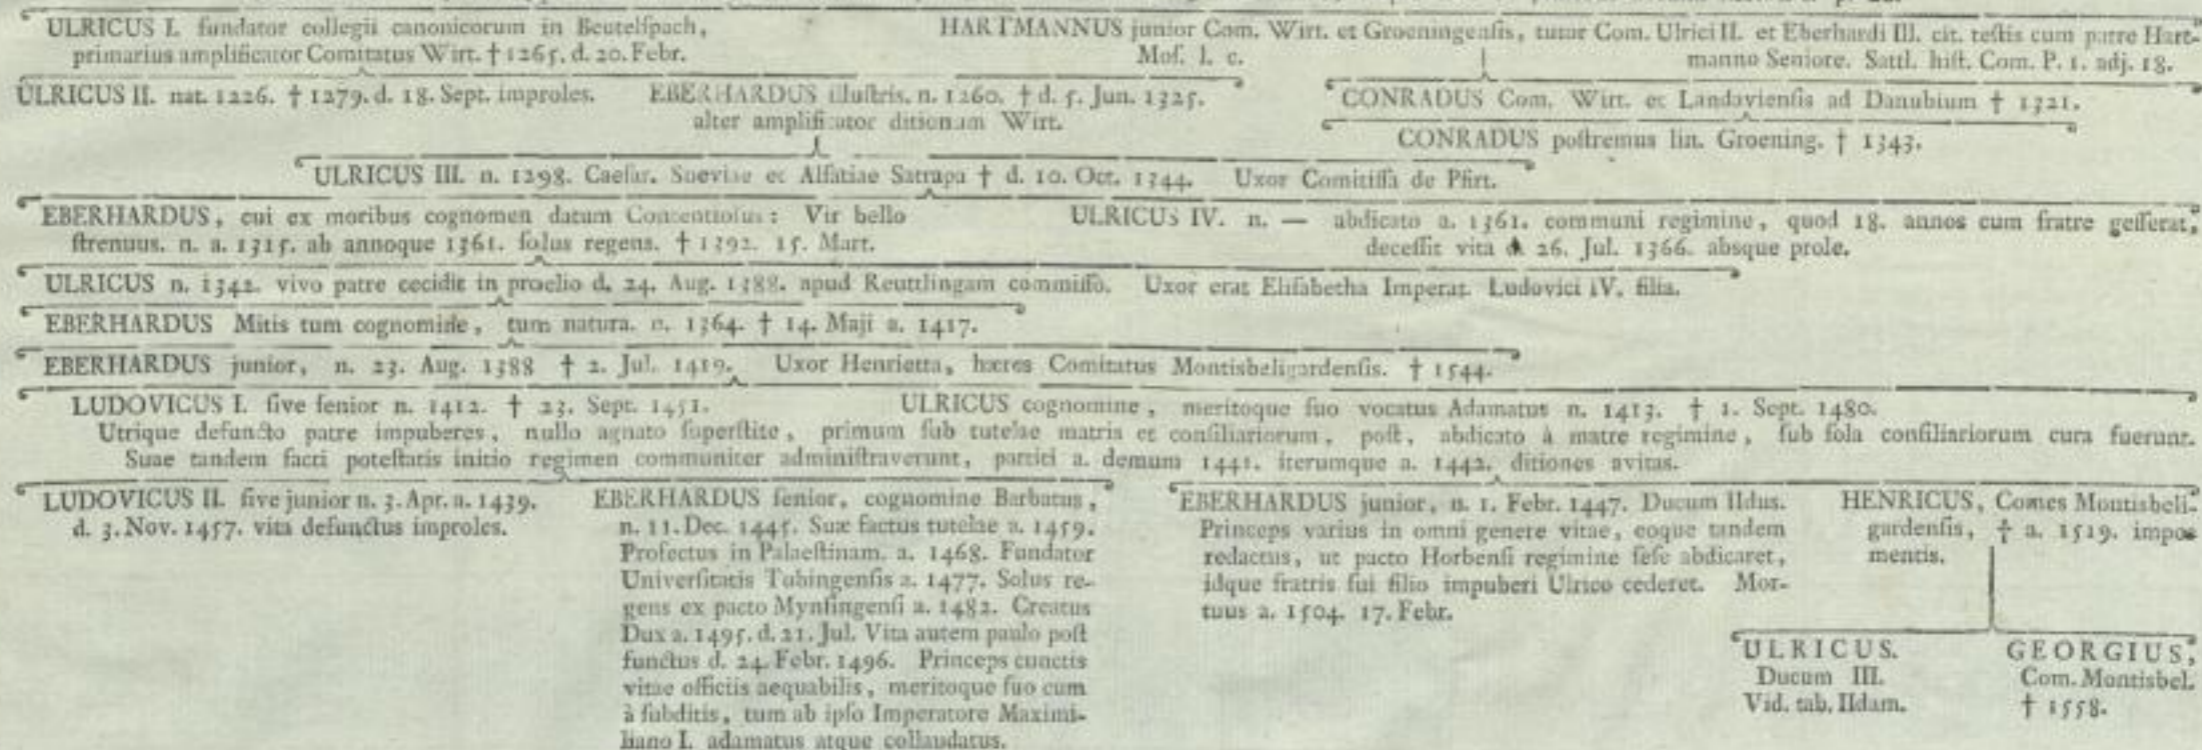 ULRICUS I. fundator collegii canonicorum in Beutelſpach,
primarius amplificator Comitatus Wirt. † 1265. d. 20. Febr.
HARTMANNUS junior Com. Wirt. et Groeningenſis, tutor Com. Ulrici II. et Eberhardi III. cit. teſtis cum patre Hart-
Moſ. l. c. manno Seniore. Sattl. hiſt. Com. P. 1. adj. 18.
ULRICUS II. nat. 1226. † 1279. d. 18. Sept. improles.
EBERHARDUS illuſtris. n. 1260. † d. 5. Jun. 1325.
alter amplificator ditionum Wirt.
CONRADUS Com. Wirt. et Landavienſis ad Danubium † 1321.
CONRADUS poſtremus lin. Groening. † 1343.
ULRICUS III. n. 1298. Caeſar. Sueviae et Alſatiae Satrapa † d. 10. Oct. 1344. Uxor Comitiſſa de Pfirt.
EBERHARDUS, cui ex moribus cognomen datum Contentioſus: Vir bello
ſtrenuus. n. a. 1315. ab annoque 1361. ſolus regens. † 1392. 15. Mart.
ULRICUS IV. n. — abdicato a. 1361. communi regimine, quod 18. annos cum fratre geſſerat,
deceſſit vita 26. Jul. 1366. absque prole.
ULRICUS n. 1342. vivo patre cecidit in proelio d. 24. Aug. 1388. apud Reuttlingam commiſſo. Uxor erat Eliſabetha Imperat. Ludovici IV. filia.
EBERHARDUS Mitis tum cognomine, tum natura. n. 1364. † 14. Maji a. 1417.
EBERHARDUS junior, n. 23. Aug. 1388 † 2. Jul. 1419. Uxor Henrietta, hæres Comitatus Montisbeligardenſis. † 1544.
LUDOVICUS I. ſive ſenior n. 1412. † 23. Sept. 1451. ULRICUS cognomine, meritoque ſuo vocatus Adamatus n. 1413. † 1. Sept. 1480.
Utrique defuncto patre impuberes, nullo agnato ſuperſtite, primum ſub tutelae matris et conſiliariorum, poſt, abdicato à matre regimine, ſub ſola conſiliariorum cura fuerunt.
Suae tandem facti poteſtatis initio regimen communiter adminiſtraverunt, partiti a. demum 1441. iterumque a. 1442. ditiones avitas.
LUDOVICUS II. ſive junior n. 3. Apr. a. 1439.
d. 3. Nov. 1457. vita defunctus improles.
EBERHARDUS ſenior, cognomine Barbatus,
n. 11. Dec. 1445. Suæ factus tutelae a. 1459.
Profectus in Palaeſtinam. a. 1468. Fundator
Univerſitatis Tubingenſis a. 1477. Solus re-
gens ex pacto Mynſingenſi a. 1482. Creatus
Dux a. 1495. d. 21. Jul. Vita autem paulo poſt
functus d. 24. Febr. 1496. Princeps cunctis
vitae officiis aequabilis, meritoque ſuo cum
à ſubditis, tum ab ipſo Imperatore Maximi-
liano I. adamatus atque collaudatus.
EBERHARDUS junior, n. 1. Febr. 1447. Ducum IIdus.
Princeps varius in omni genere vitae, eoque tandem
redactus, ut pacto Horbenſi regimine ſeſe abdicaret,
idque fratris ſui filio impuberi Ulrico cederet. Mor-
tuus a. 1504. 17. Febr.
HENRICUS, Comes Montisbeli-
gardenſis, † a. 1519. impos
mentis.
ULRICUS.
Ducum III.
Vid. tab. IIdam.
GEORGIUS,
Com. Montisbel.
† 1558.